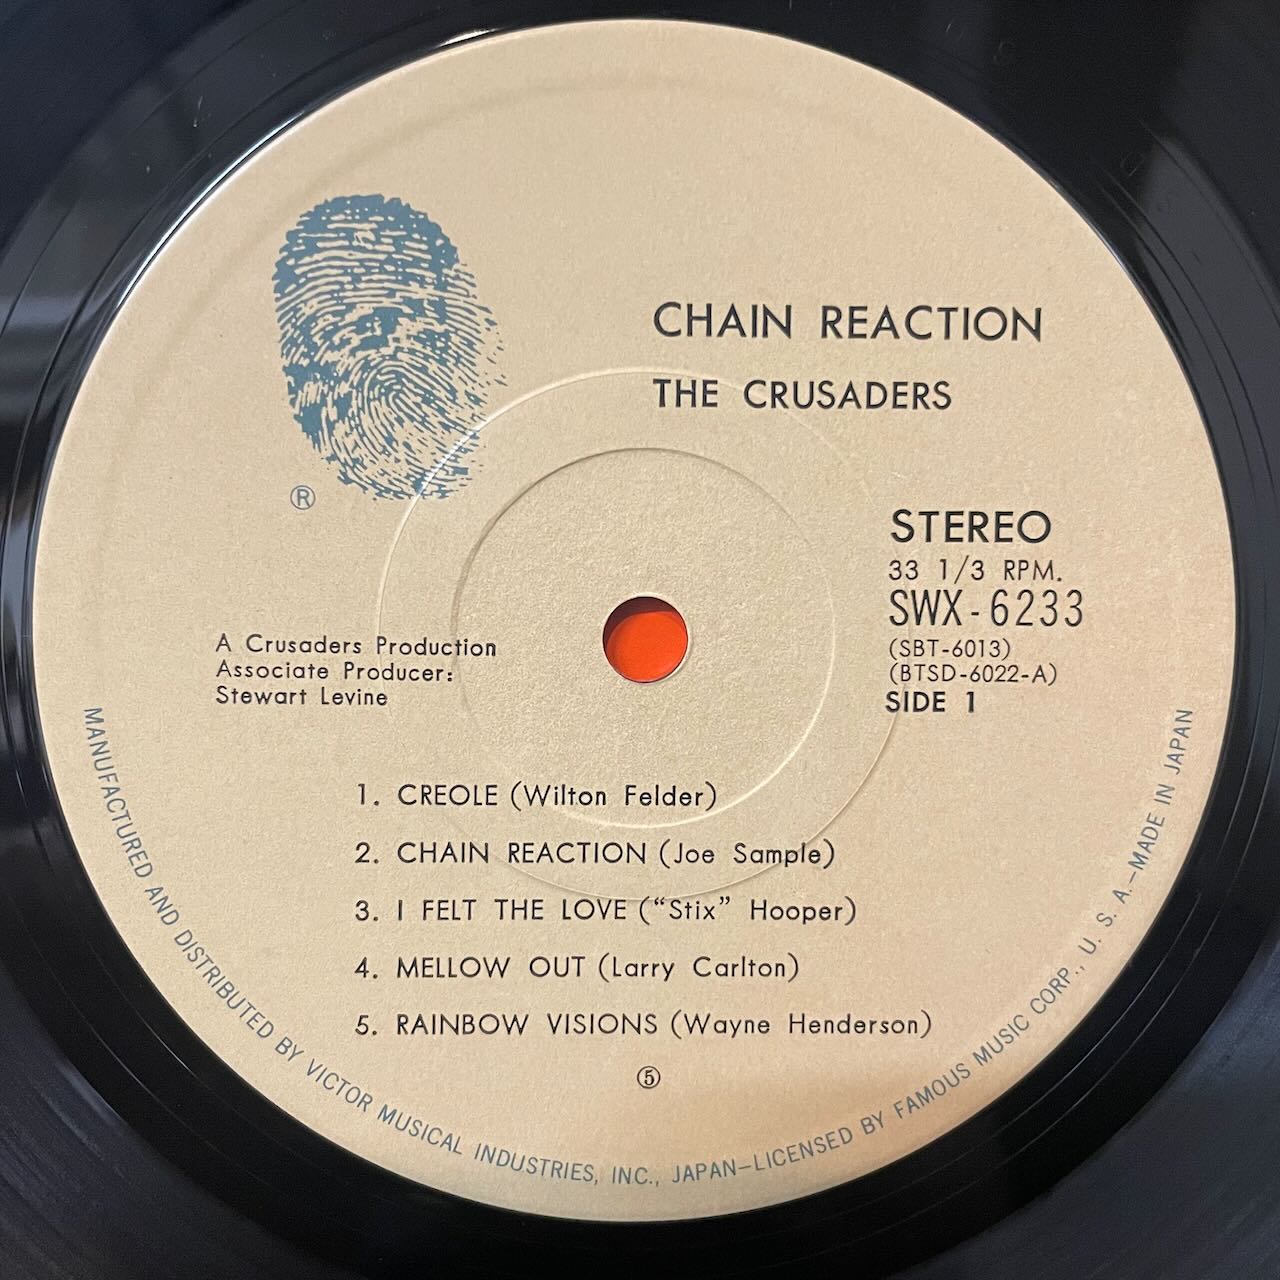 CHAIN REACTION
THE CRUSADERS
®
STEREO
33 1/3 RPM.
SWX-6233
(SBT-6013)
(BTSD-6022-A)
SIDE 1
A Crusaders Production
Associate Producer:
Stewart Levine
1. CREOLE (Wilton Felder)
2. CHAIN REACTION (Joe Sample)
3. I FELT THE LOVE (“Stix” Hooper)
4. MELLOW OUT (Larry Carlton)
5. RAINBOW VISIONS (Wayne Henderson)
⑤
MANUFACTURED AND DISTRIBUTED BY VICTOR MUSICAL INDUSTRIES, INC., JAPAN–LICENSED BY FAMOUS MUSIC CORP., U. S. A.–MADE IN JAPAN